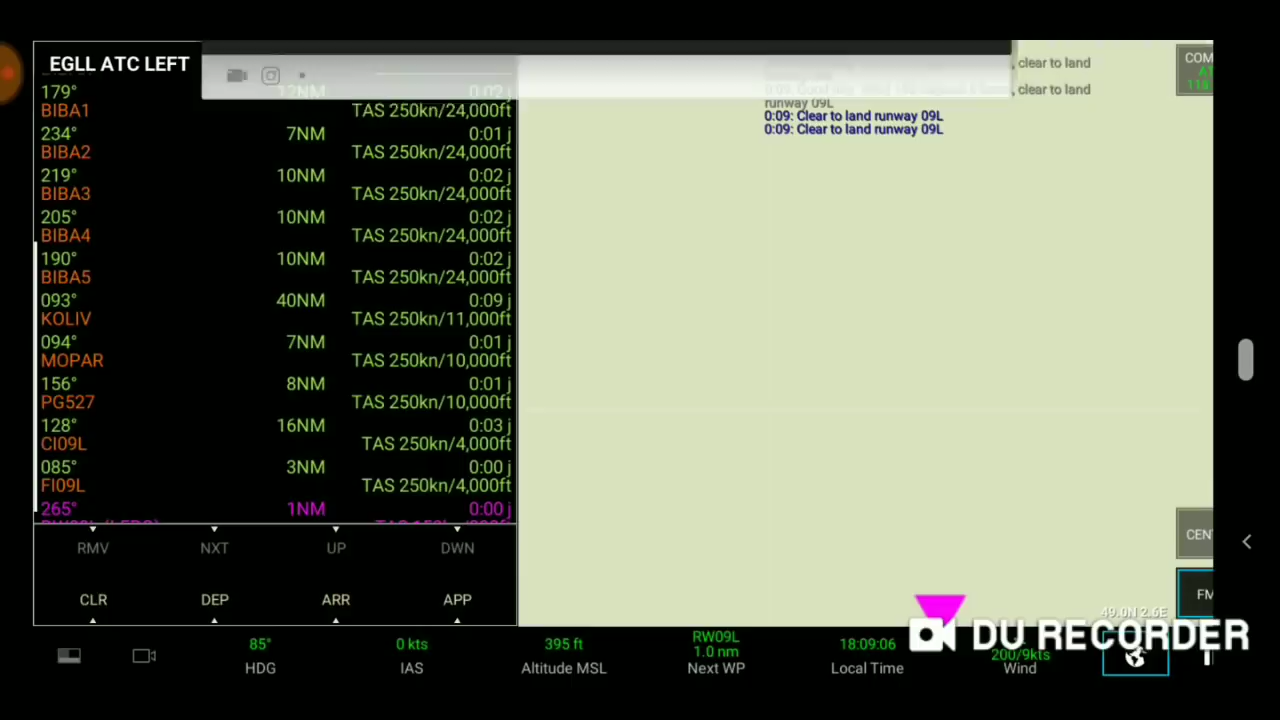 EGLL ATC LEFT
179° 12NM 0:02 j
BIBA1 TAS 250kn/24,000ft
234° 7NM 0:01 j
BIBA2 TAS 250kn/24,000ft
219° 10NM 0:02 j
BIBA3 TAS 250kn/24,000ft
205° 10NM 0:02 j
BIBA4 TAS 250kn/24,000ft
190° 10NM 0:02 j
BIBA5 TAS 250kn/24,000ft
093° 40NM 0:09 j
KOLIV TAS 250kn/11,000ft
094° 7NM 0:01 j
MOPAR TAS 250kn/10,000ft
156° 8NM 0:01 j
PG527 TAS 250kn/10,000ft
128° 16NM 0:03 j
CI09L TAS 250kn/4,000ft
085° 3NM 0:00 j
FI09L TAS 250kn/4,000ft
265° 1NM 0:00 j
RMV NXT UP DWN
CLR DEP ARR APP
, clear to land
, clear to land
runway 09L
0:09: Clear to land runway 09L
0:09: Clear to land runway 09L
COM
CEN
FM
49.0N 2.6E
DU RECORDER
85° 0 kts 395 ft RW09L 18:09:06 200/9kts
1.0 nm
HDG IAS Altitude MSL Next WP Local Time Wind